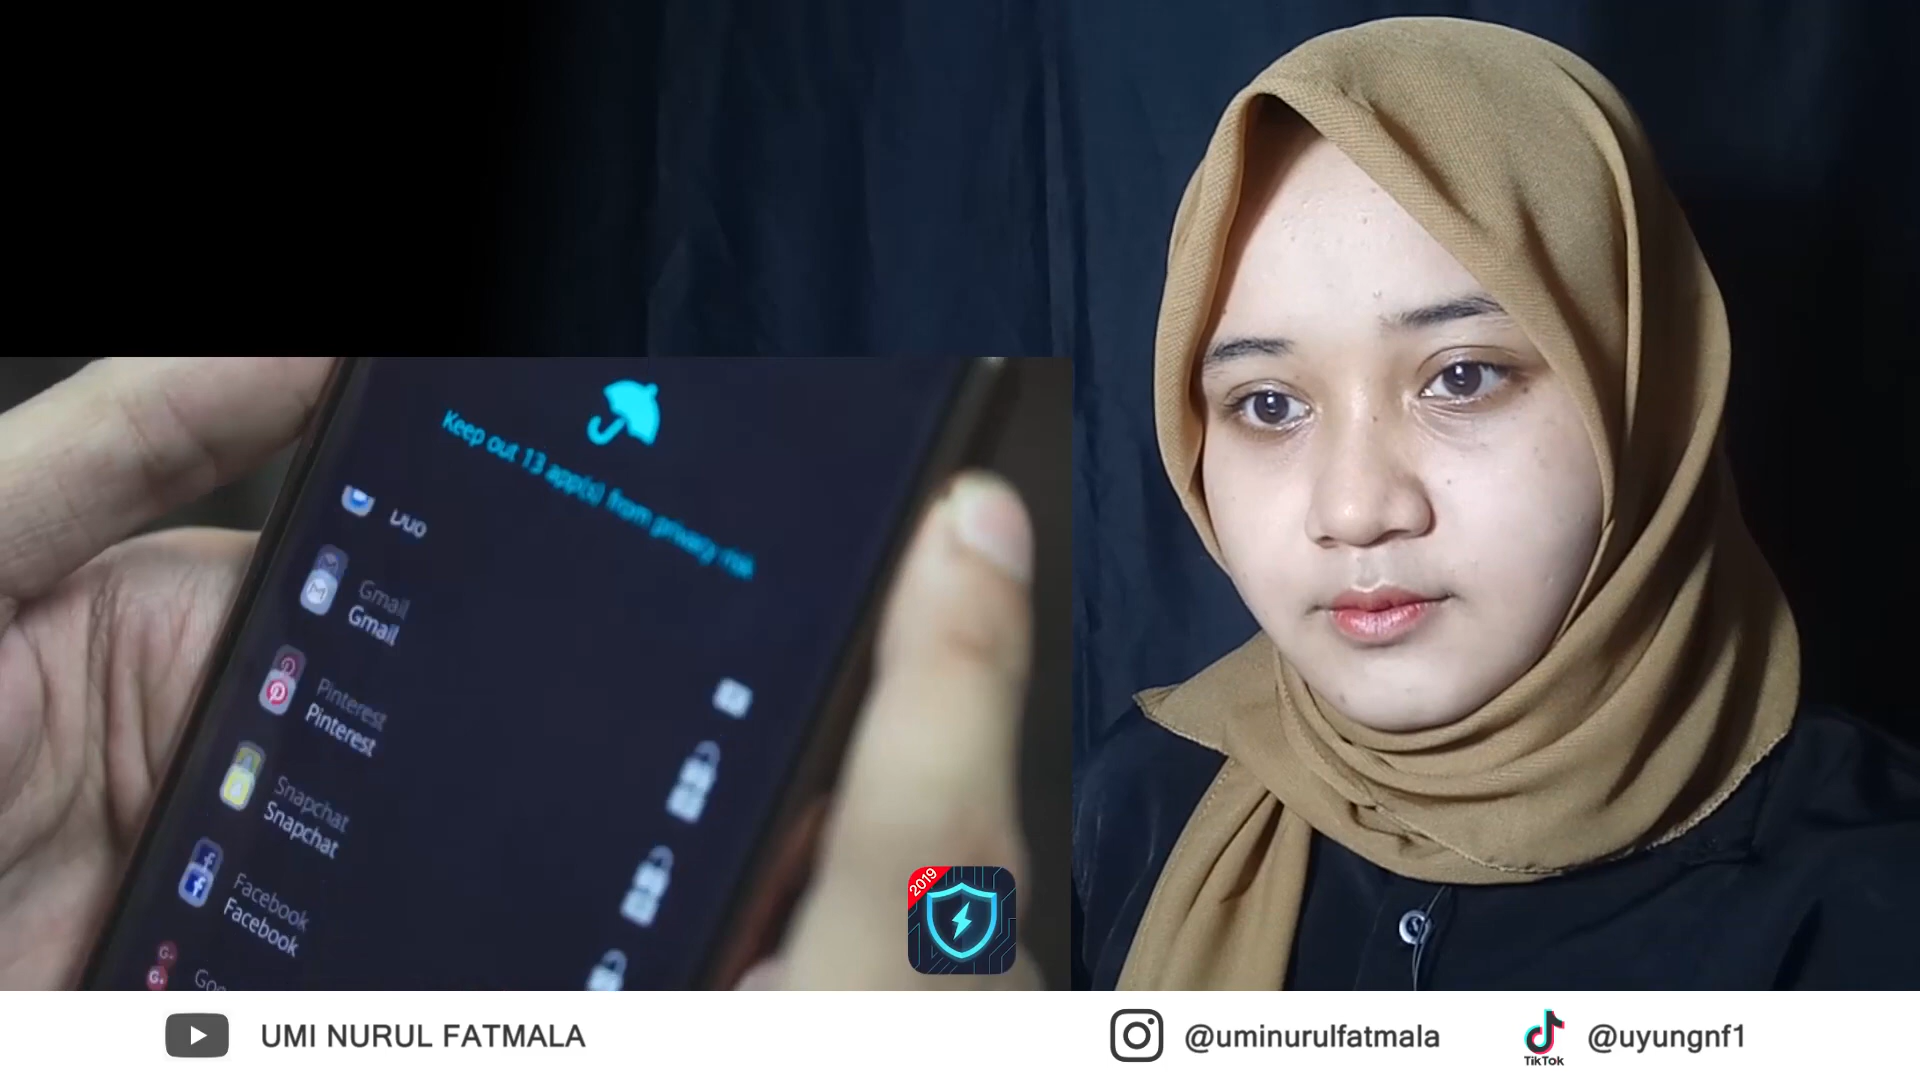 Keep out 13 app(s) from privacy risk
Duo
Gmail
Gmail
Pinterest
Pinterest
Snapchat
Snapchat
Facebook
Facebook
2019
UMI NURUL FATMALA
@uminurulfatmala
TikTok
@uyungnf1